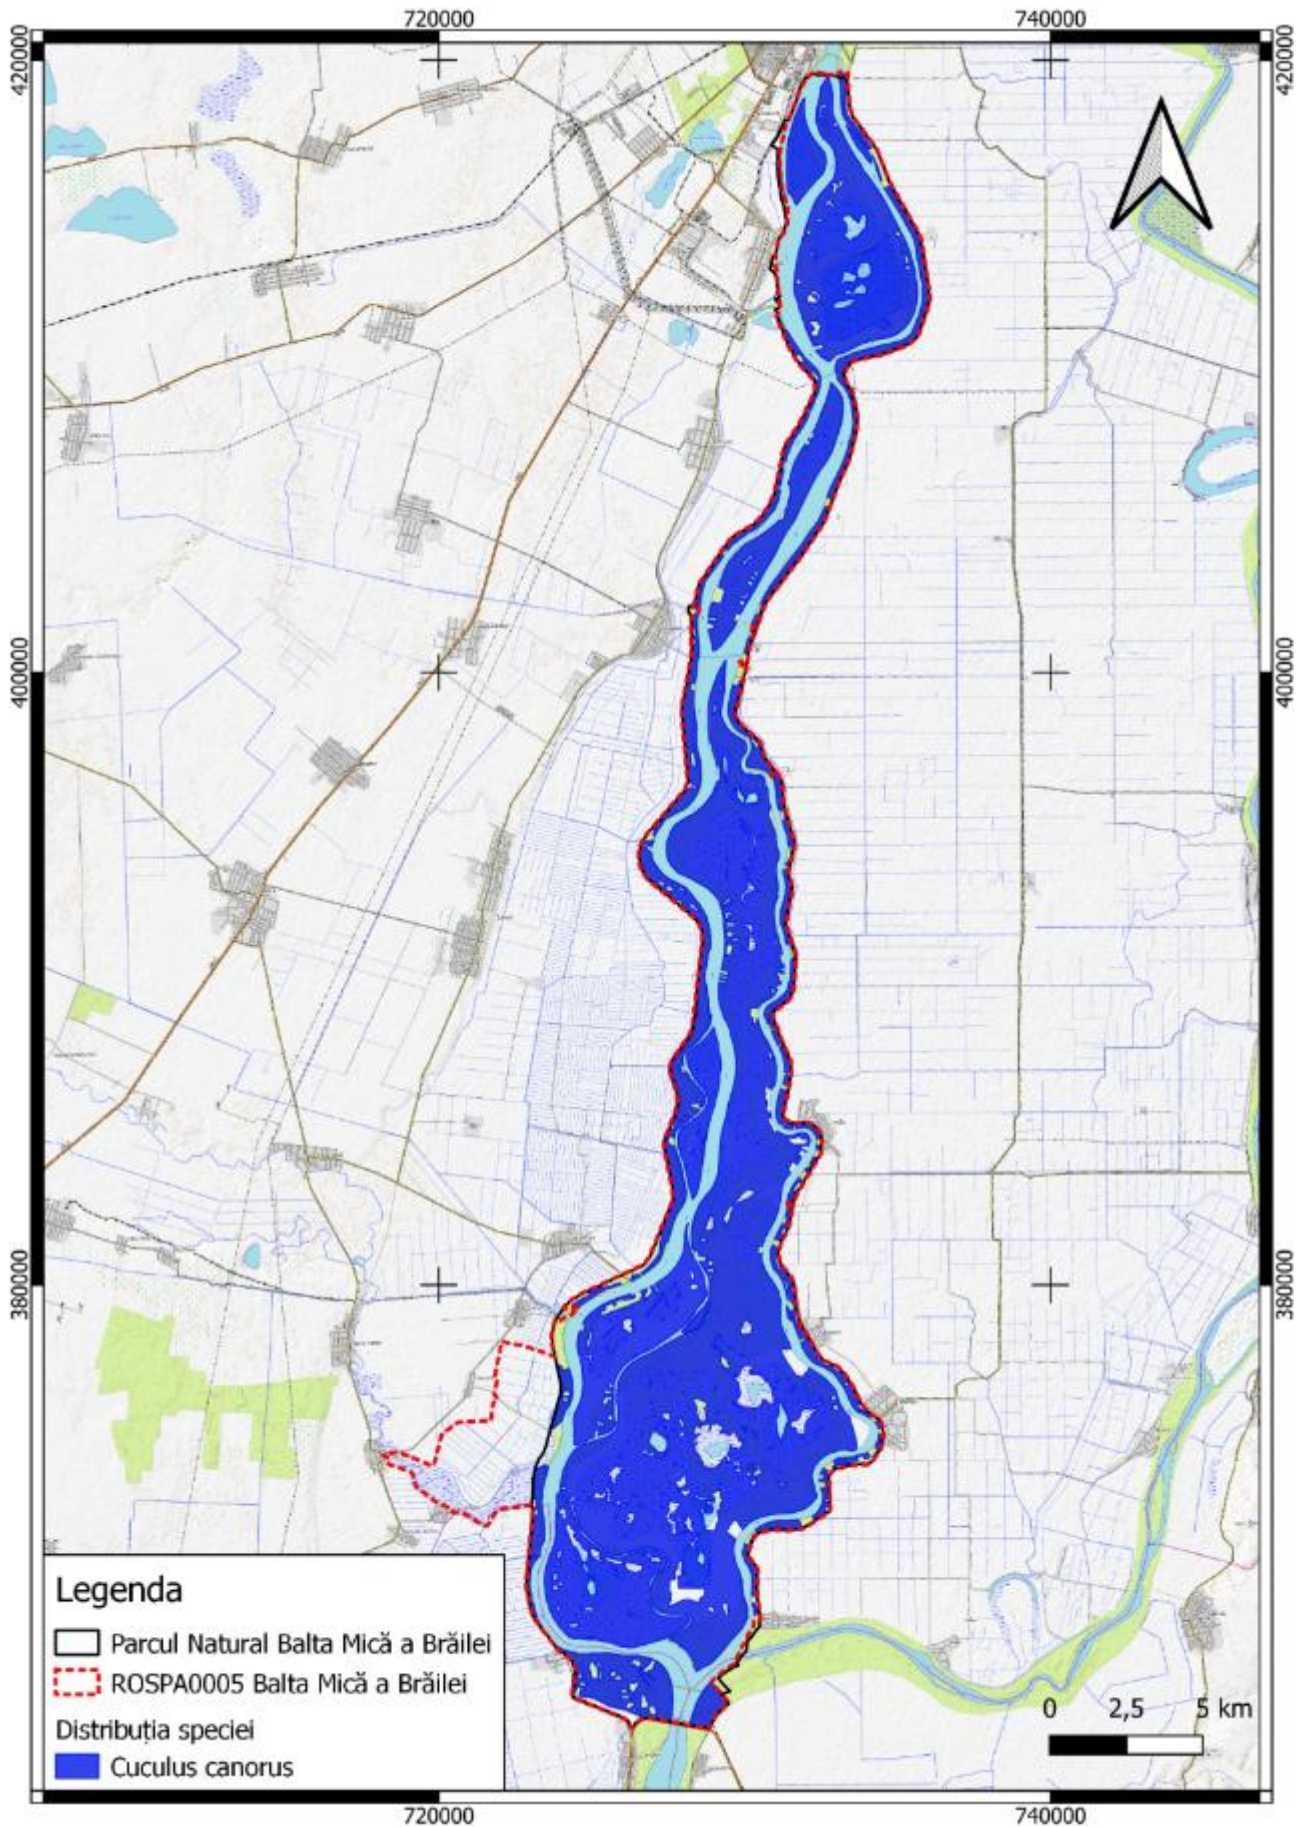 720000
740000
420000
420000
400000
400000
380000
380000
Legenda
Parcul Natural Balta Mică a Brăilei
ROSPA0005 Balta Mică a Brăilei
Distribuția speciei
Cuculus canorus
0 2,5 5 km
720000
740000